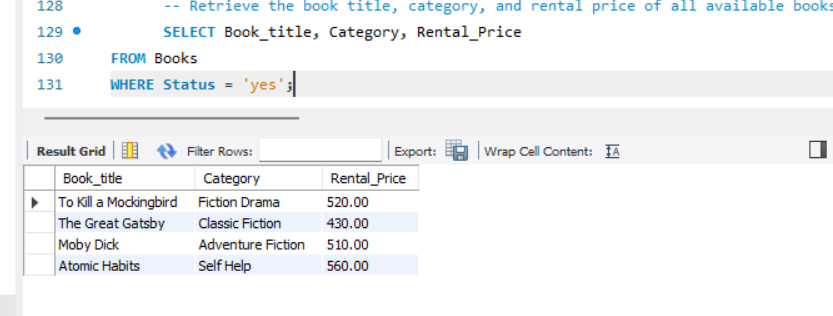 128 -- Retrieve the book title, category, and rental price of all available books
129 SELECT Book_title, Category, Rental_Price
130 FROM Books
131 WHERE Status = 'yes';
Result Grid Filter Rows: Export: Wrap Cell Content:
Book_title Category Rental_Price
To Kill a Mockingbird Fiction Drama 520.00
The Great Gatsby Classic Fiction 430.00
Moby Dick Adventure Fiction 510.00
Atomic Habits Self Help 560.00